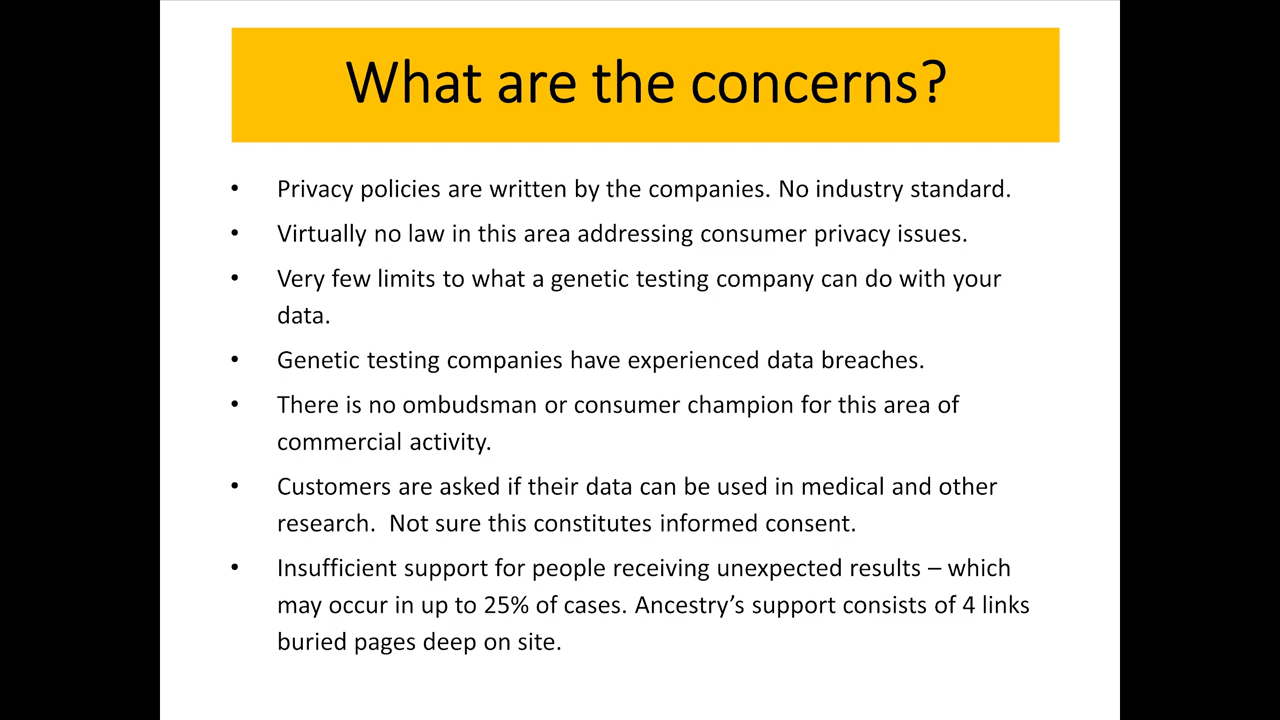 What are the concerns?
• Privacy policies are written by the companies. No industry standard.
• Virtually no law in this area addressing consumer privacy issues.
• Very few limits to what a genetic testing company can do with your
data.
• Genetic testing companies have experienced data breaches.
• There is no ombudsman or consumer champion for this area of
commercial activity.
• Customers are asked if their data can be used in medical and other
research.  Not sure this constitutes informed consent.
• Insufficient support for people receiving unexpected results – which
may occur in up to 25% of cases. Ancestry’s support consists of 4 links
buried pages deep on site.